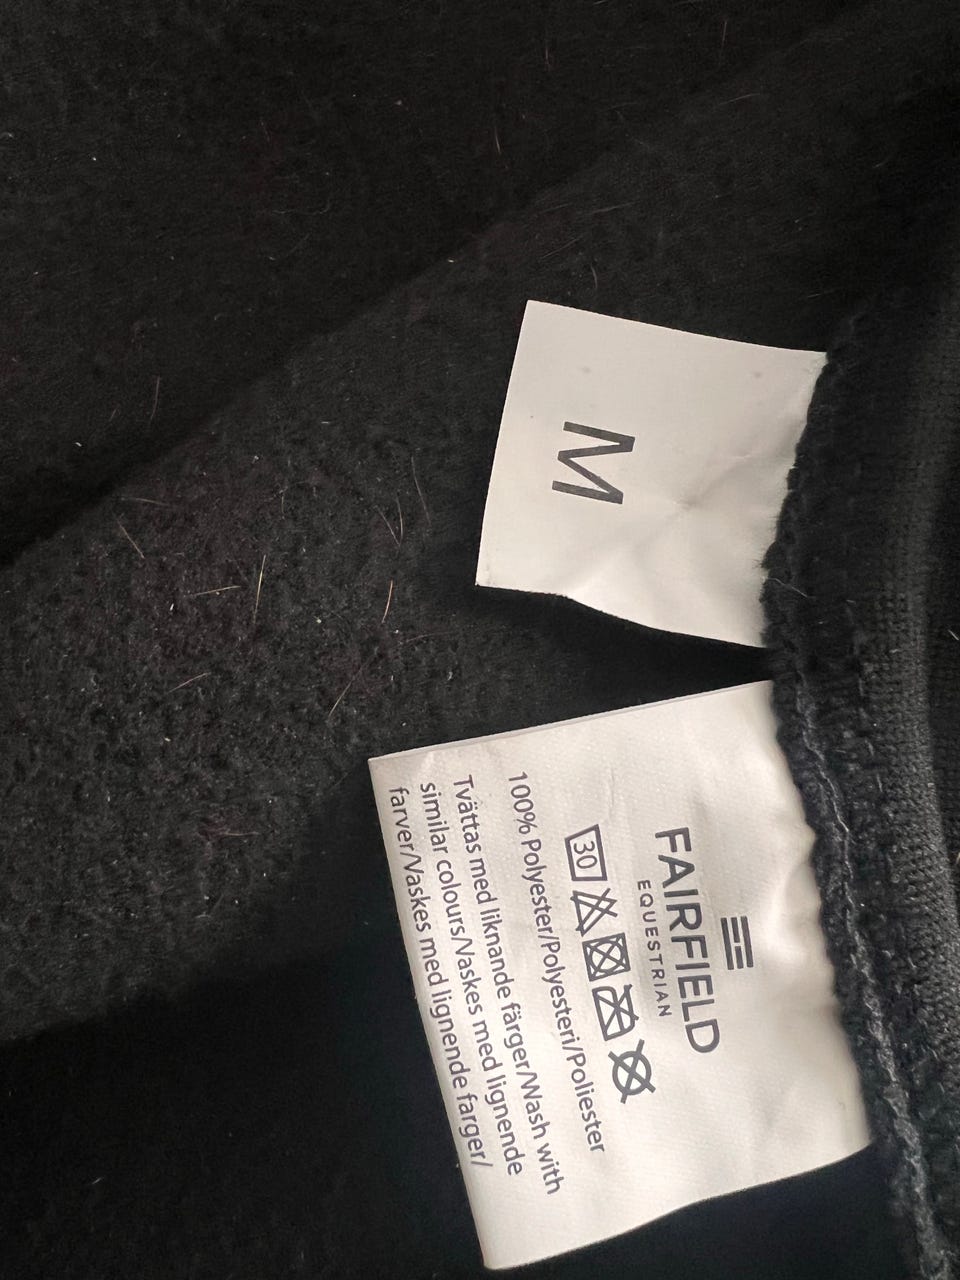 M
FAIRFIELD
EQUESTRIAN
30
100% Polyester/Polyesteri/Poliester
Tvättas med liknande färger/Wash with
similar colours/Vaskes med lignende
farver/Vaskes med lignende farger/